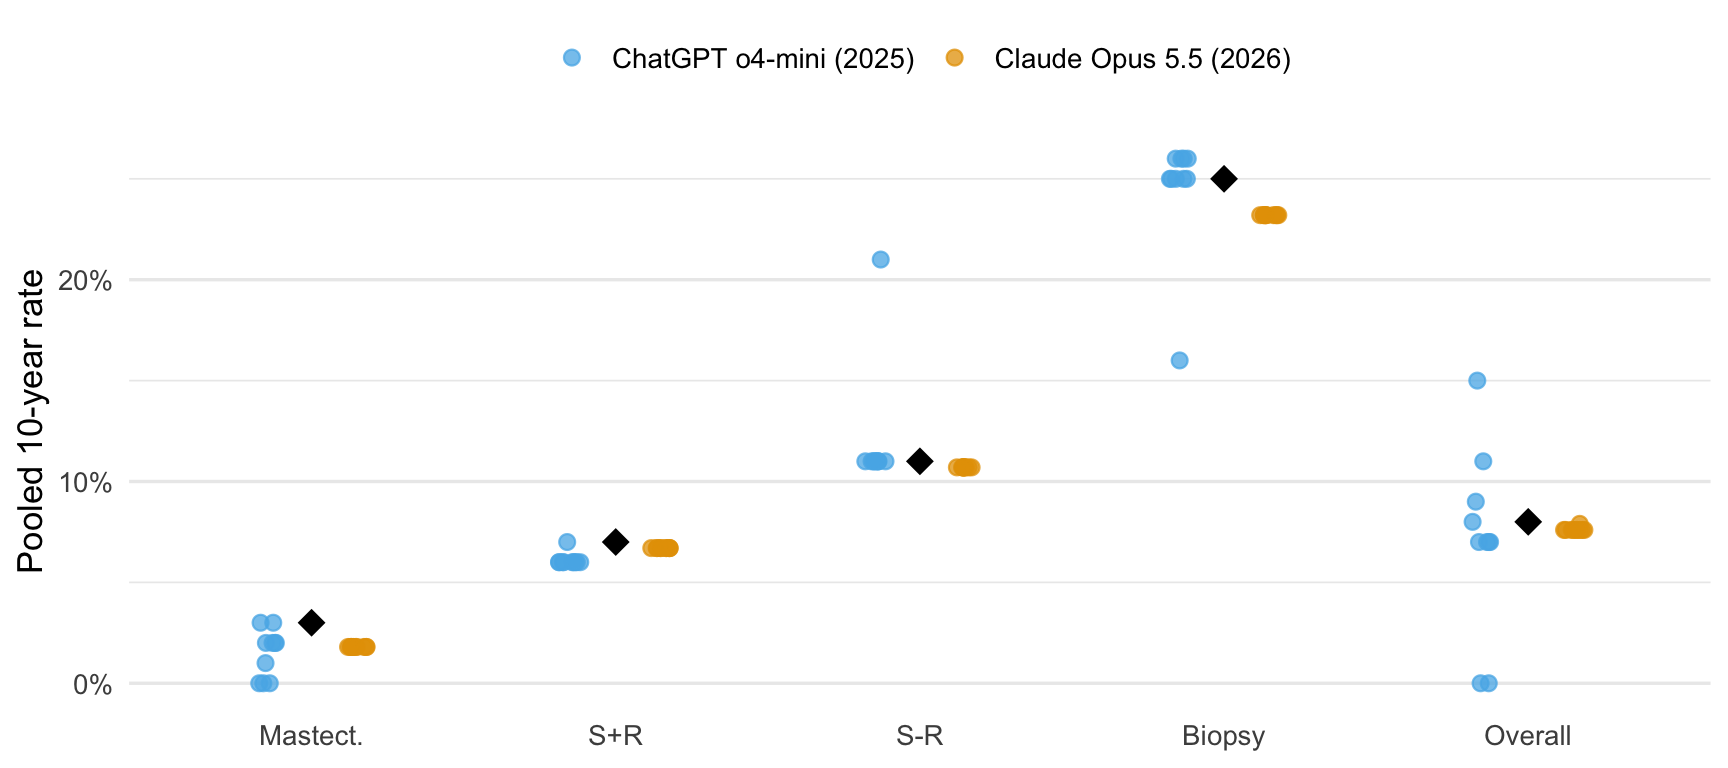 ChatGPT o4-mini (2025) Claude Opus 5.5 (2026)
Pooled 10-year rate
20%
10%
0%
Mastect. S+R S-R Biopsy Overall